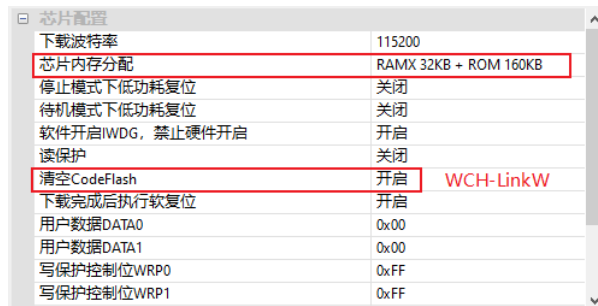 芯片配置
下载波特率 115200
芯片内存分配 RAMX 32KB + ROM 160KB
停止模式下低功耗复位 关闭
待机模式下低功耗复位 关闭
软件开启IWDG，禁止硬件开启 开启
读保护 关闭
清空CodeFlash 开启 WCH-LinkW
下载完成后执行软复位 开启
用户数据DATA0 0x00
用户数据DATA1 0x00
写保护控制位WRP0 0xFF
写保护控制位WRP1 0xFF